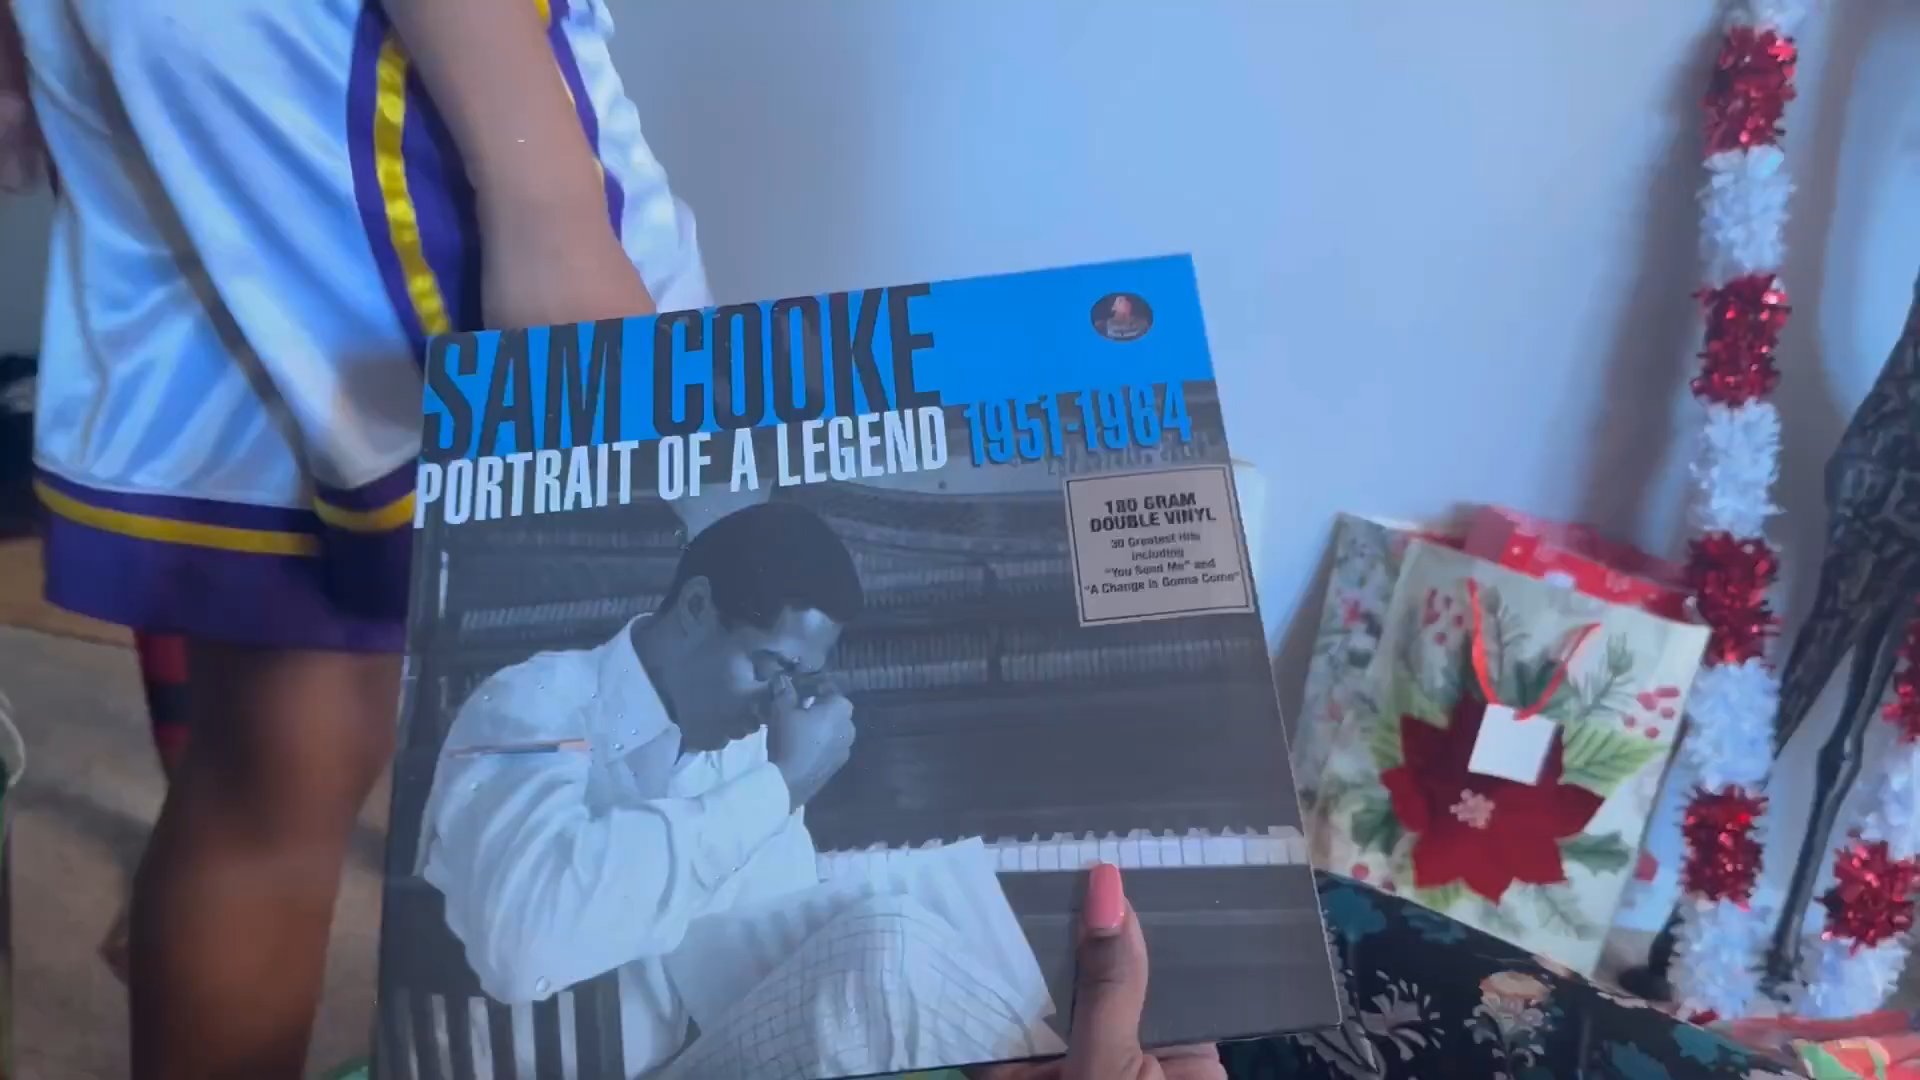 SAM COOKE
PORTRAIT OF A LEGEND 1951-1964
180 GRAM
DOUBLE VINYL
30 Greatest Hits
including
"You Send Me" and
"A Change Is Gonna Come"